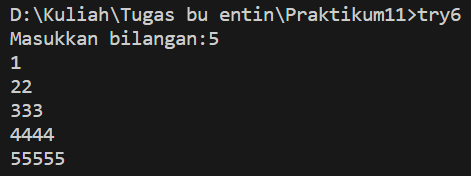 D:\Kuliah\Tugas bu entin\Praktikum11>try6
Masukkan bilangan:5
1
22
333
4444
55555